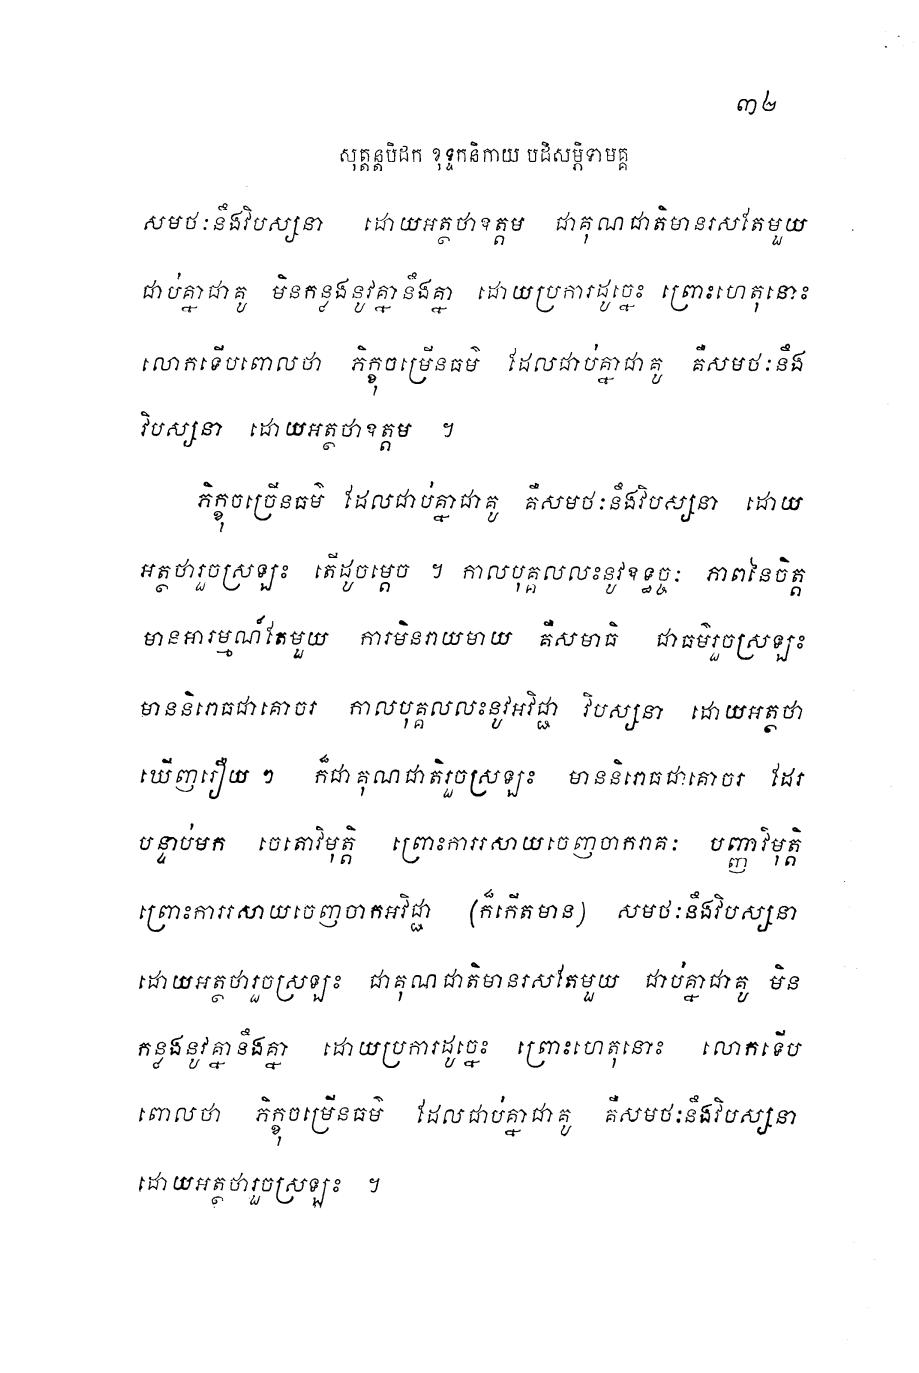 ៣២
សុត្តន្តបិដក ខុទ្ទកនិកាយ បដិសម្ភិទាមគ្គ
សមថៈនឹងវិបស្សនា ដោយអត្ថថាឧត្តម ជាគុណជាតិមានរសតែមួយ
ជាប់គ្នាជាគូ មិនកន្លងនូវគ្នានឹងគ្នា ដោយប្រការដូច្នេះ ព្រោះហេតុនោះ
លោកទើបពោលថា ភិក្ខុចម្រើនធម៌ ដែលជាប់គ្នាជាគូ គឺសមថៈនឹង
វិបស្សនា ដោយអត្ថថាឧត្តម ។
ភិក្ខុចច្រើនធម៌ ដែលជាប់គ្នាជាគូ គឺសមថៈនឹងវិបស្សនា ដោយ
អត្ថថារួចស្រឡះ តើដូចម្តេច ។ កាលបុគ្គលលះនូវឧទ្ធច្ចៈ ភាពនៃចិត្ត
មានអារម្មណ៍តែមួយ ការមិនរាយមាយ គឺសមាធិ ជាធម៌រួចស្រឡះ
មាននិរោធជាគោចរ កាលបុគ្គលលះនូវអវិជ្ជា វិបស្សនា ដោយអត្ថថា
ឃើញរឿយ ៗ ក៏ជាគុណជាតិរួចស្រឡះ មាននិរោធជាគោចរ ដែរ
បន្ទាប់មក ចេតោវិមុត្តិ ព្រោះការរសាយចេញចាករាគៈ បញ្ញាវិមុត្តិ
ព្រោះការរសាយចេញចាកអវិជ្ជា (ក៏កើតមាន) សមថៈនឹងវិបស្សនា
ដោយអត្ថថារួចស្រឡះ ជាគុណជាតិមានរសតែមួយ ជាប់គ្នាជាគូ មិន
កន្លងនូវគ្នានឹងគ្នា ដោយប្រការដូច្នេះ ព្រោះហេតុនោះ លោកទើប
ពោលថា ភិក្ខុចម្រើនធម៌ ដែលជាប់គ្នាជាគូ គឺសមថៈនឹងវិបស្សនា
ដោយអត្ថថារួចស្រឡះ ។